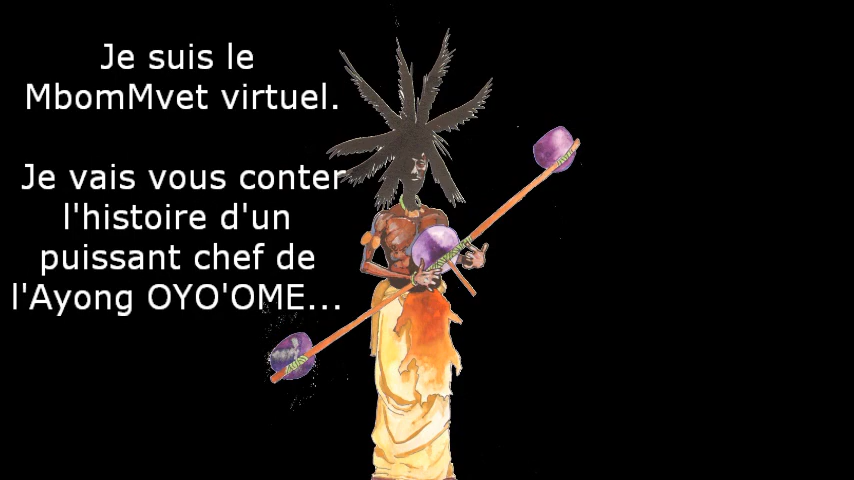 Je suis le
MbomMvet virtuel.
Je vais vous conter
l'histoire d'un
puissant chef de
l'Ayong OYO'OME...